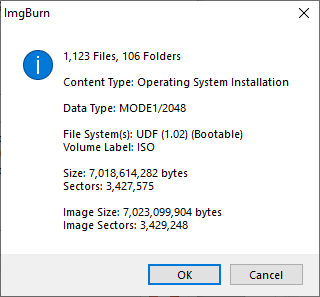 ImgBurn
1,123 Files, 106 Folders
Content Type: Operating System Installation
Data Type: MODE1/2048
File System(s): UDF (1.02) (Bootable)
Volume Label: ISO
Size: 7,018,614,282 bytes
Sectors: 3,427,575
Image Size: 7,023,099,904 bytes
Image Sectors: 3,429,248
OK
Cancel